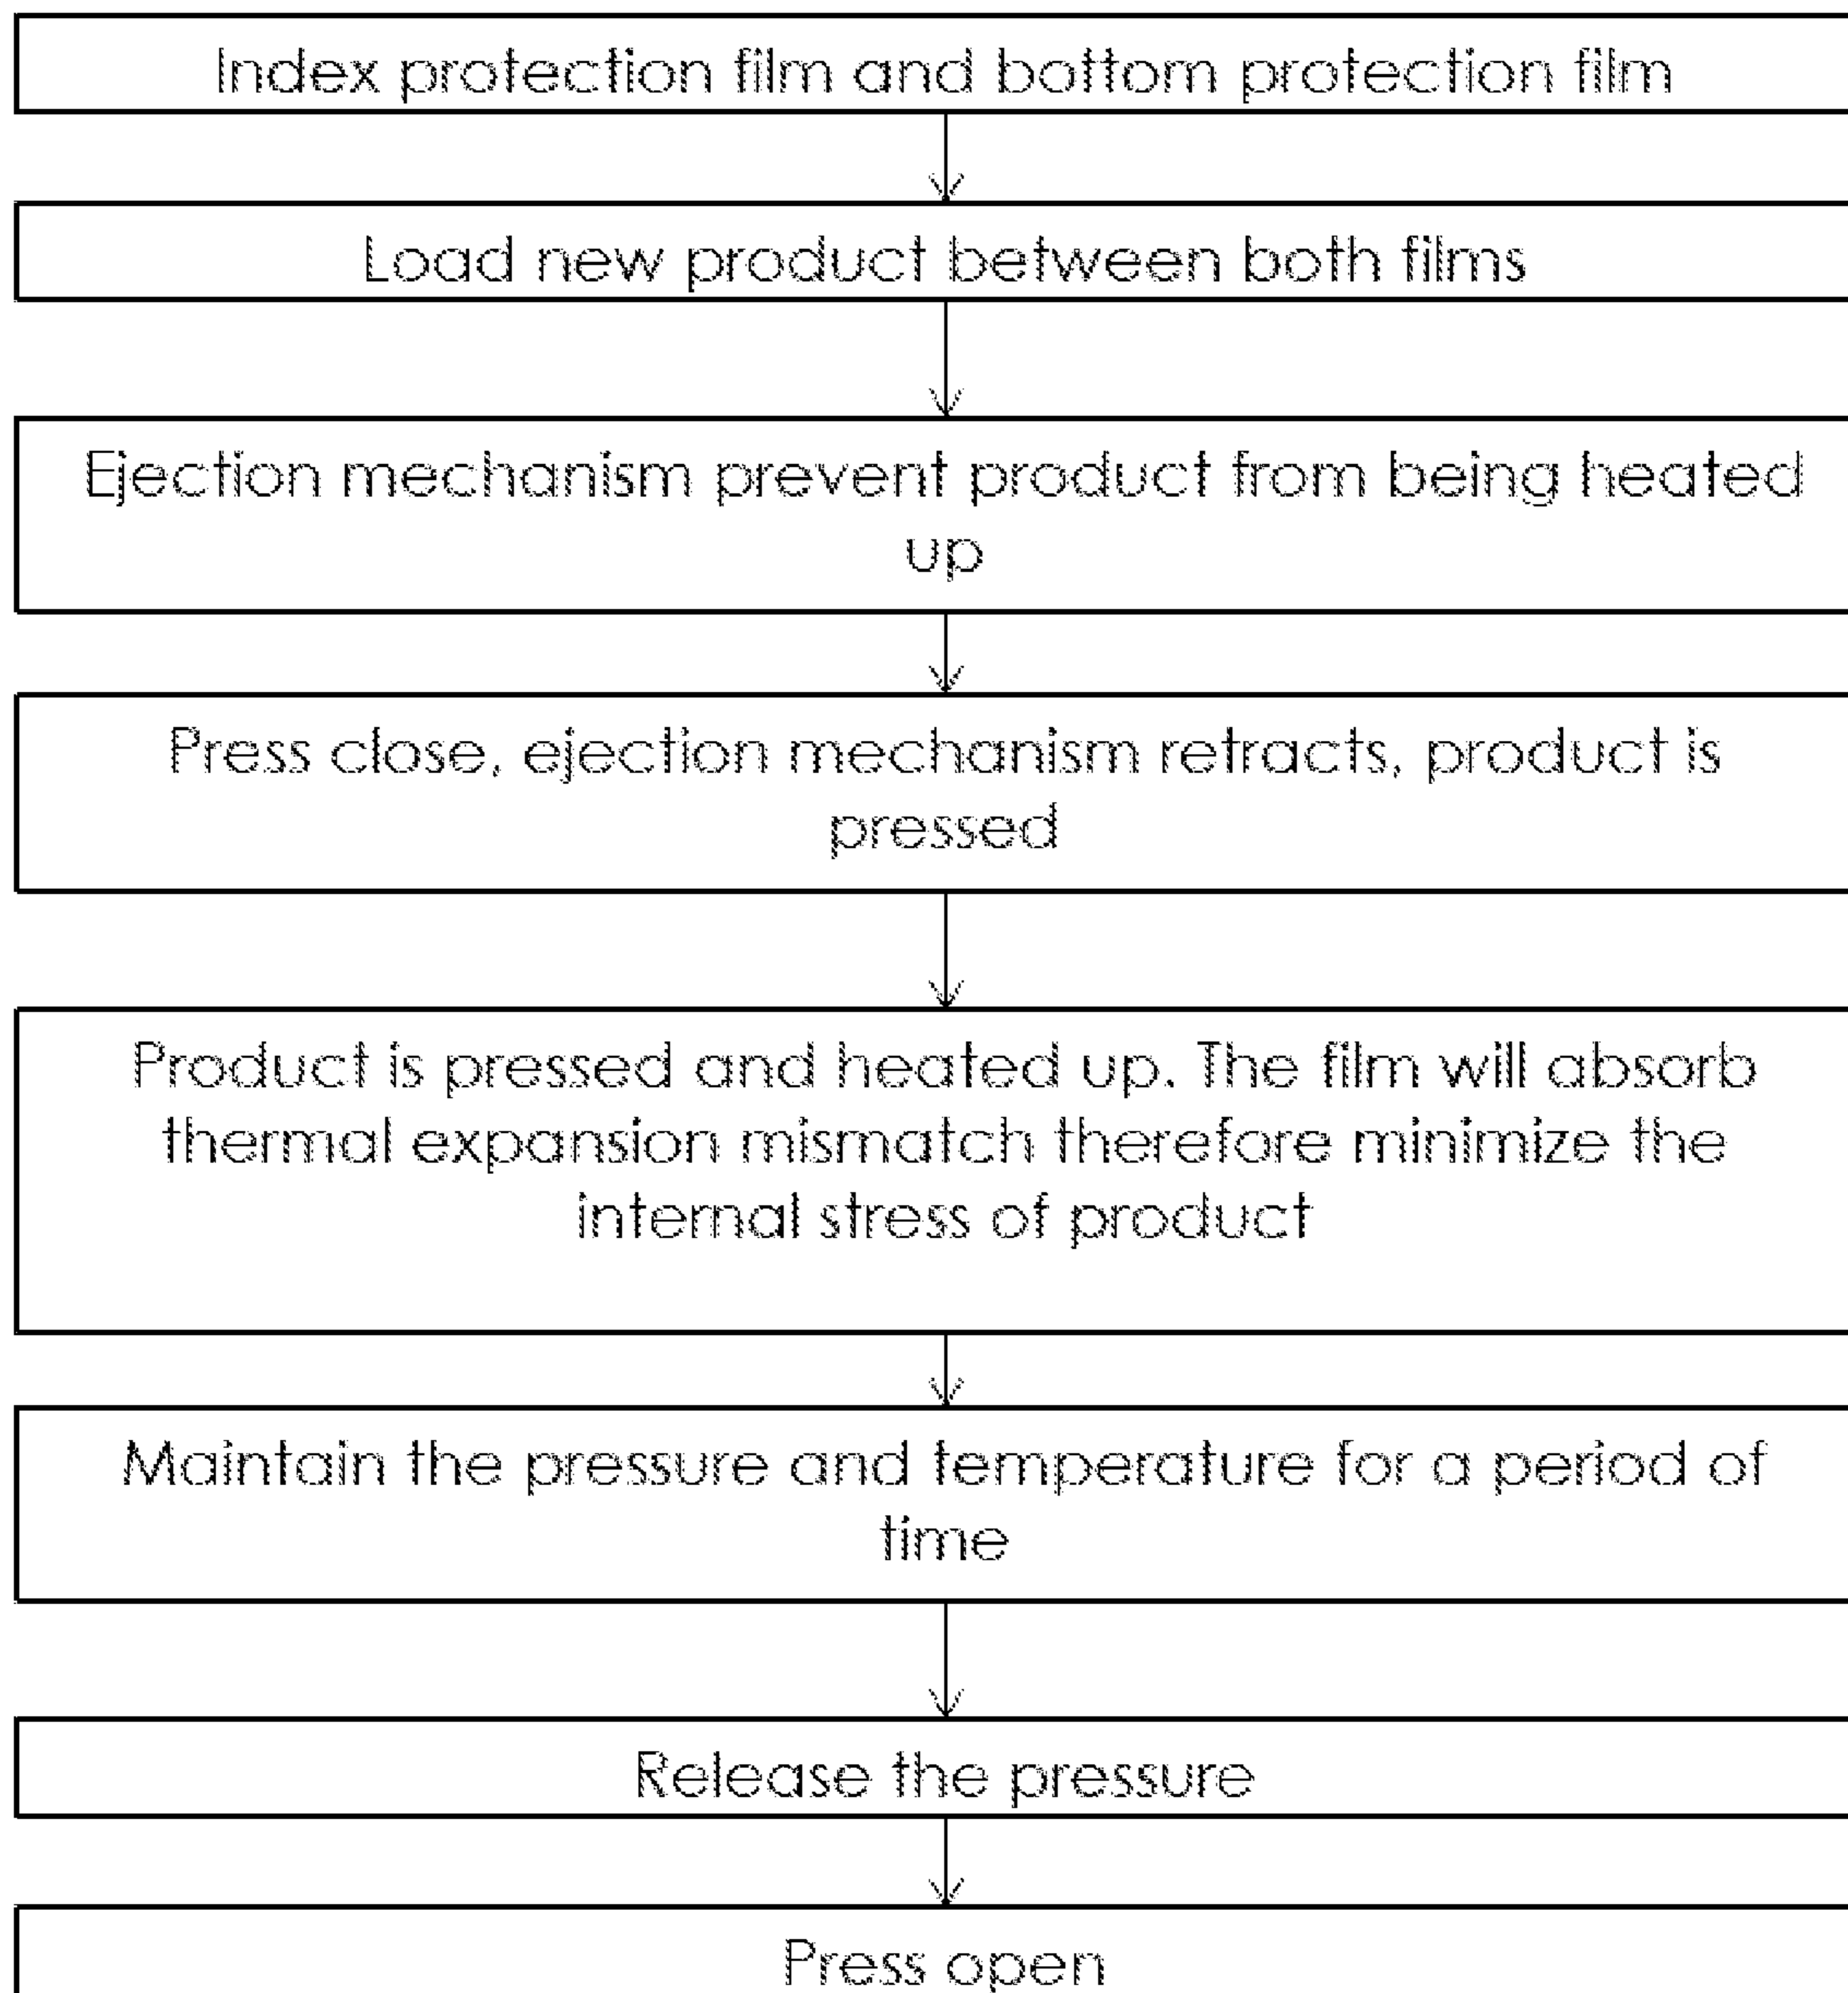 Index protection film and bottom protection film
Load new product between both films
Ejection mechanism prevent product from being heated
up
Press close, ejection mechanism retracts, product is
pressed
Product is pressed and heated up. The film will absorb
thermal expansion mismatch therefore minimize the
internal stress of product
Maintain the pressure and temperature for a period of
time
Release the pressure
Press open